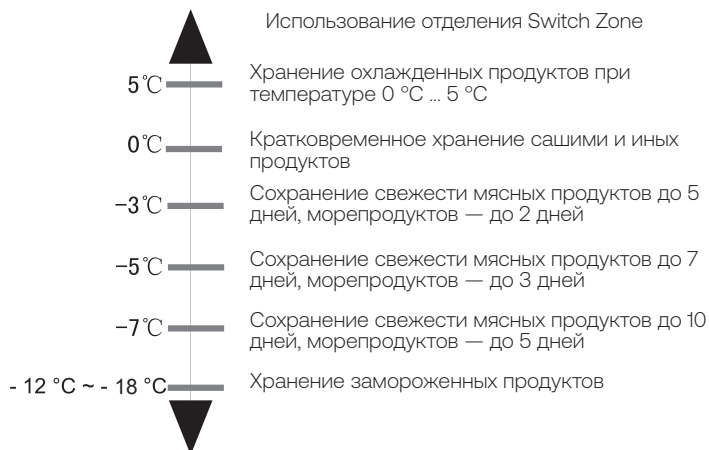 Использование отделения Switch Zone
5℃
Хранение охлажденных продуктов при
температуре 0 °C ... 5 °C
0℃
Кратковременное хранение сашими и иных
продуктов
−3℃
Сохранение свежести мясных продуктов до 5
дней, морепродуктов — до 2 дней
−5℃
Сохранение свежести мясных продуктов до 7
дней, морепродуктов — до 3 дней
−7℃
Сохранение свежести мясных продуктов до 10
дней, морепродуктов — до 5 дней
- 12 °C ~ - 18 °C
Хранение замороженных продуктов